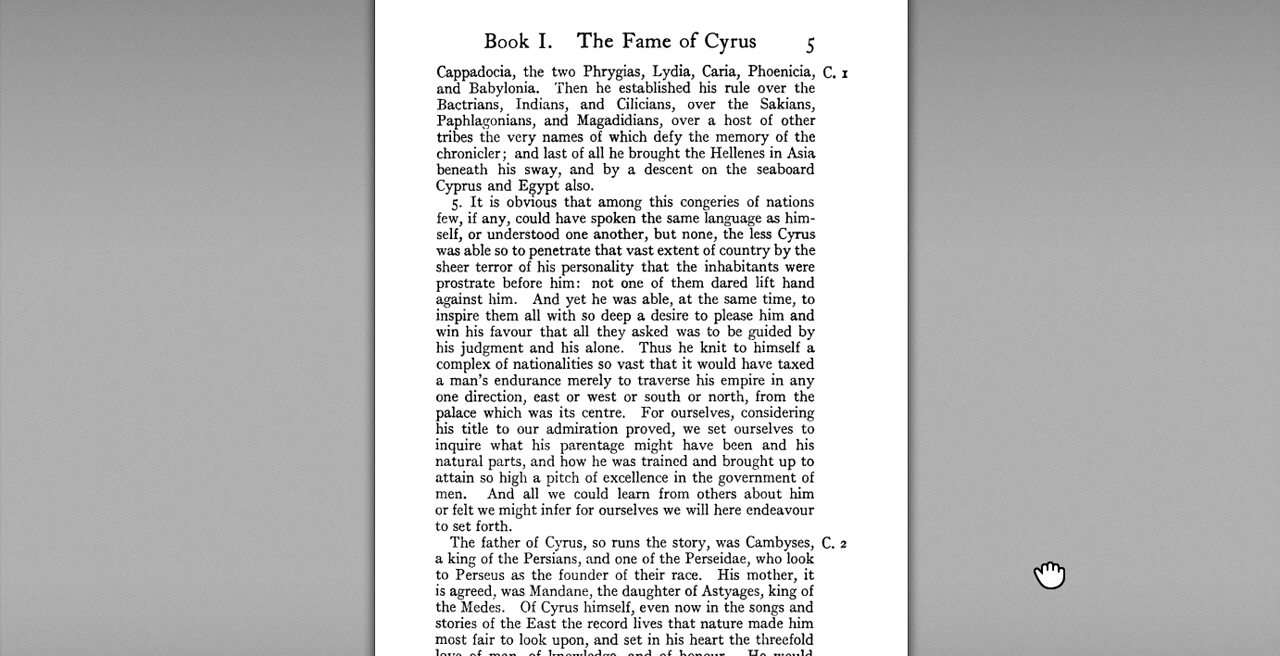 Book I. The Fame of Cyrus 5
Cappadocia, the two Phrygias, Lydia, Caria, Phoenicia, C. 1
and Babylonia. Then he established his rule over the
Bactrians, Indians, and Cilicians, over the Sakians,
Paphlagonians, and Magadidians, over a host of other
tribes the very names of which defy the memory of the
chronicler; and last of all he brought the Hellenes in Asia
beneath his sway, and by a descent on the seaboard
Cyprus and Egypt also.
5. It is obvious that among this congeries of nations
few, if any, could have spoken the same language as him-
self, or understood one another, but none, the less Cyrus
was able so to penetrate that vast extent of country by the
sheer terror of his personality that the inhabitants were
prostrate before him: not one of them dared lift hand
against him. And yet he was able, at the same time, to
inspire them all with so deep a desire to please him and
win his favour that all they asked was to be guided by
his judgment and his alone. Thus he knit to himself a
complex of nationalities so vast that it would have taxed
a man's endurance merely to traverse his empire in any
one direction, east or west or south or north, from the
palace which was its centre. For ourselves, considering
his title to our admiration proved, we set ourselves to
inquire what his parentage might have been and his
natural parts, and how he was trained and brought up to
attain so high a pitch of excellence in the government of
men. And all we could learn from others about him
or felt we might infer for ourselves we will here endeavour
to set forth.
The father of Cyrus, so runs the story, was Cambyses, C. 2
a king of the Persians, and one of the Perseidae, who look
to Perseus as the founder of their race. His mother, it
is agreed, was Mandane, the daughter of Astyages, king of
the Medes. Of Cyrus himself, even now in the songs and
stories of the East the record lives that nature made him
most fair to look upon, and set in his heart the threefold
love of man, of knowledge, and of honour. He would